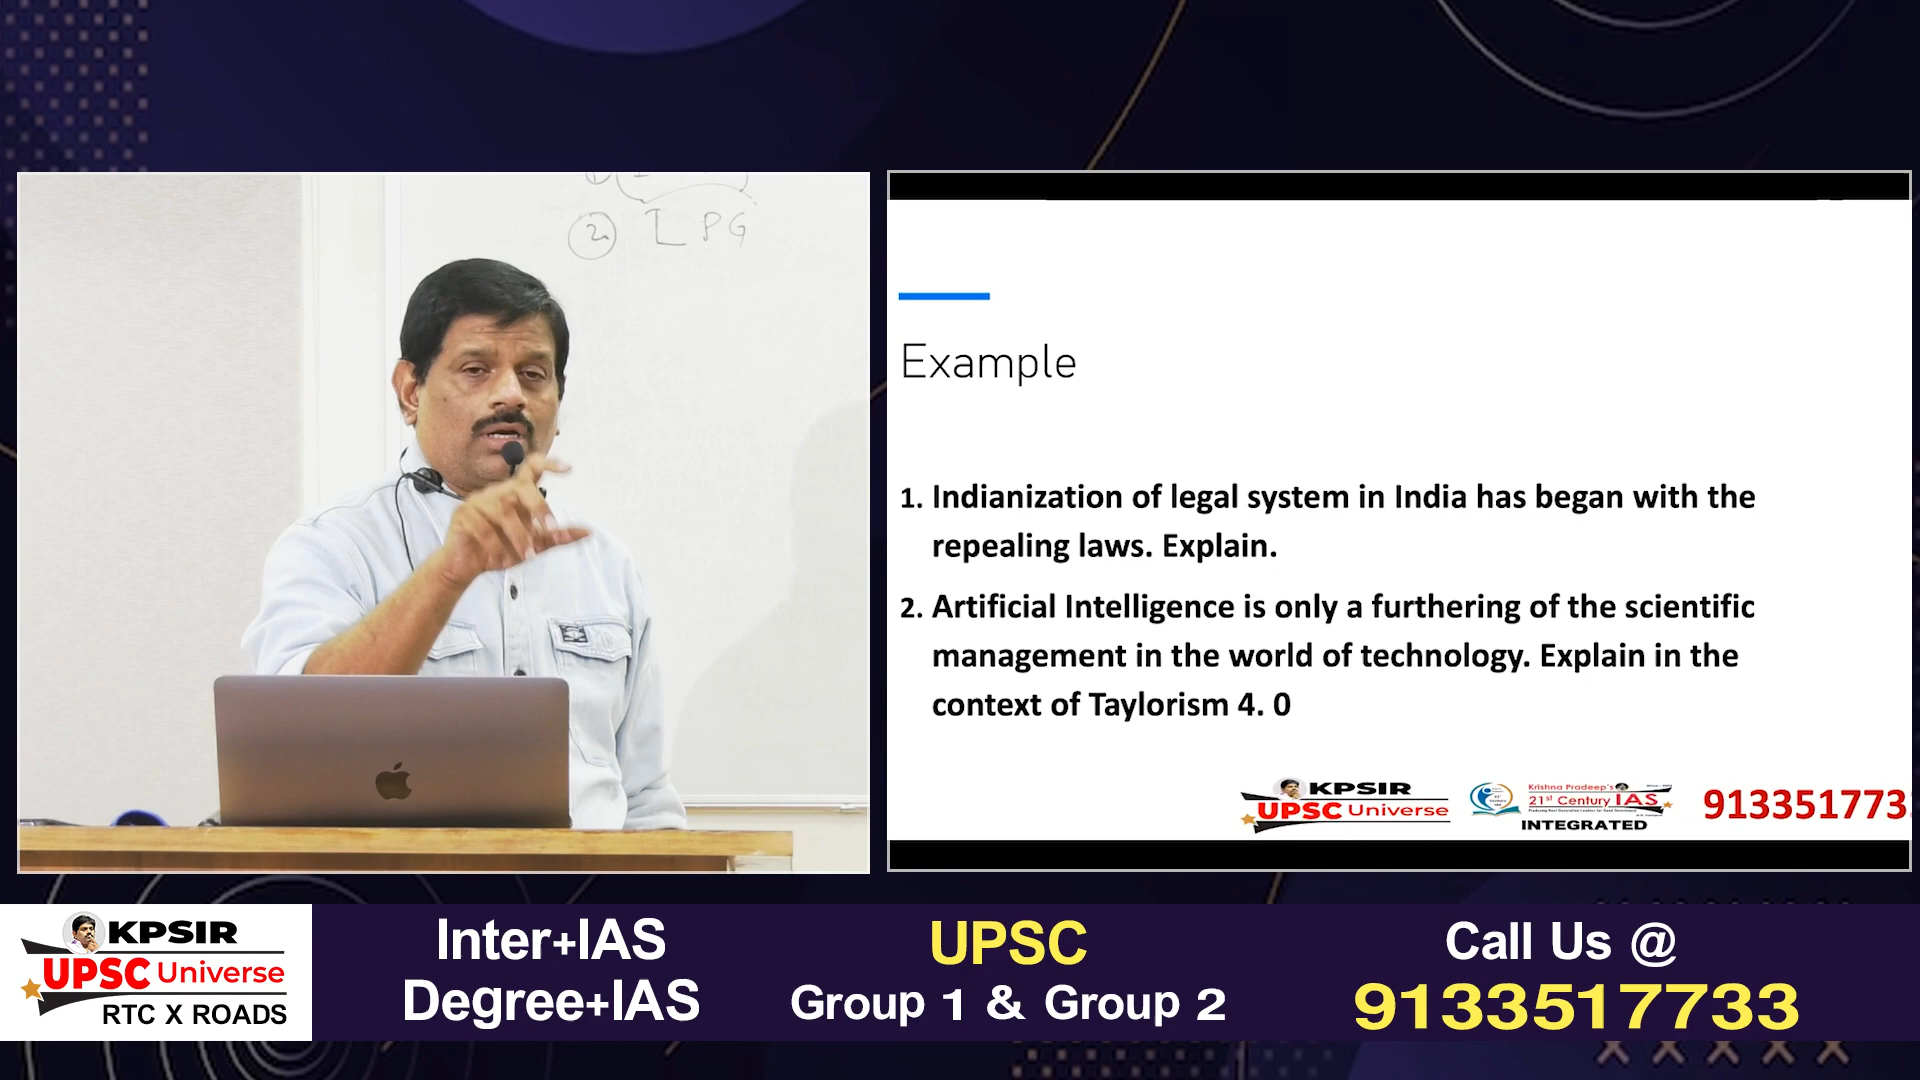 2.
L P G
Example
1. Indianization of legal system in India has began with the
repealing laws. Explain.
2. Artificial Intelligence is only a furthering of the scientific
management in the world of technology. Explain in the
context of Taylorism 4. 0
KPSIR
UPSC Universe
Krishna Pradeep's
21st Century IAS
INTEGRATED
913351773
KPSIR
UPSC Universe
RTC X ROADS
Inter+IAS
Degree+IAS
UPSC
Group 1 & Group 2
Call Us @
9133517733